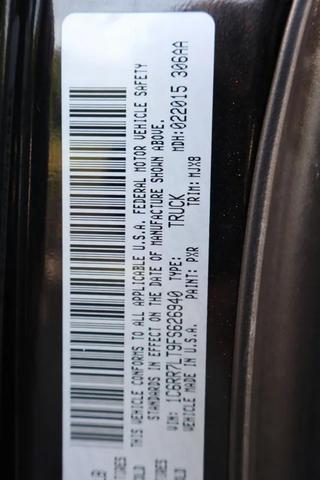 THIS VEHICLE CONFORMS TO ALL APPLICABLE U.S.A. FEDERAL MOTOR VEHICLE SAFETY
STANDARDS IN EFFECT ON THE DATE OF MANUFACTURE SHOWN ABOVE.
VIN: 1C6RR7LT9FS626940 TYPE: TRUCK MDH:022015 306AA
PAINT: PXR TRIM: MJX8
MADE IN U.S.A.